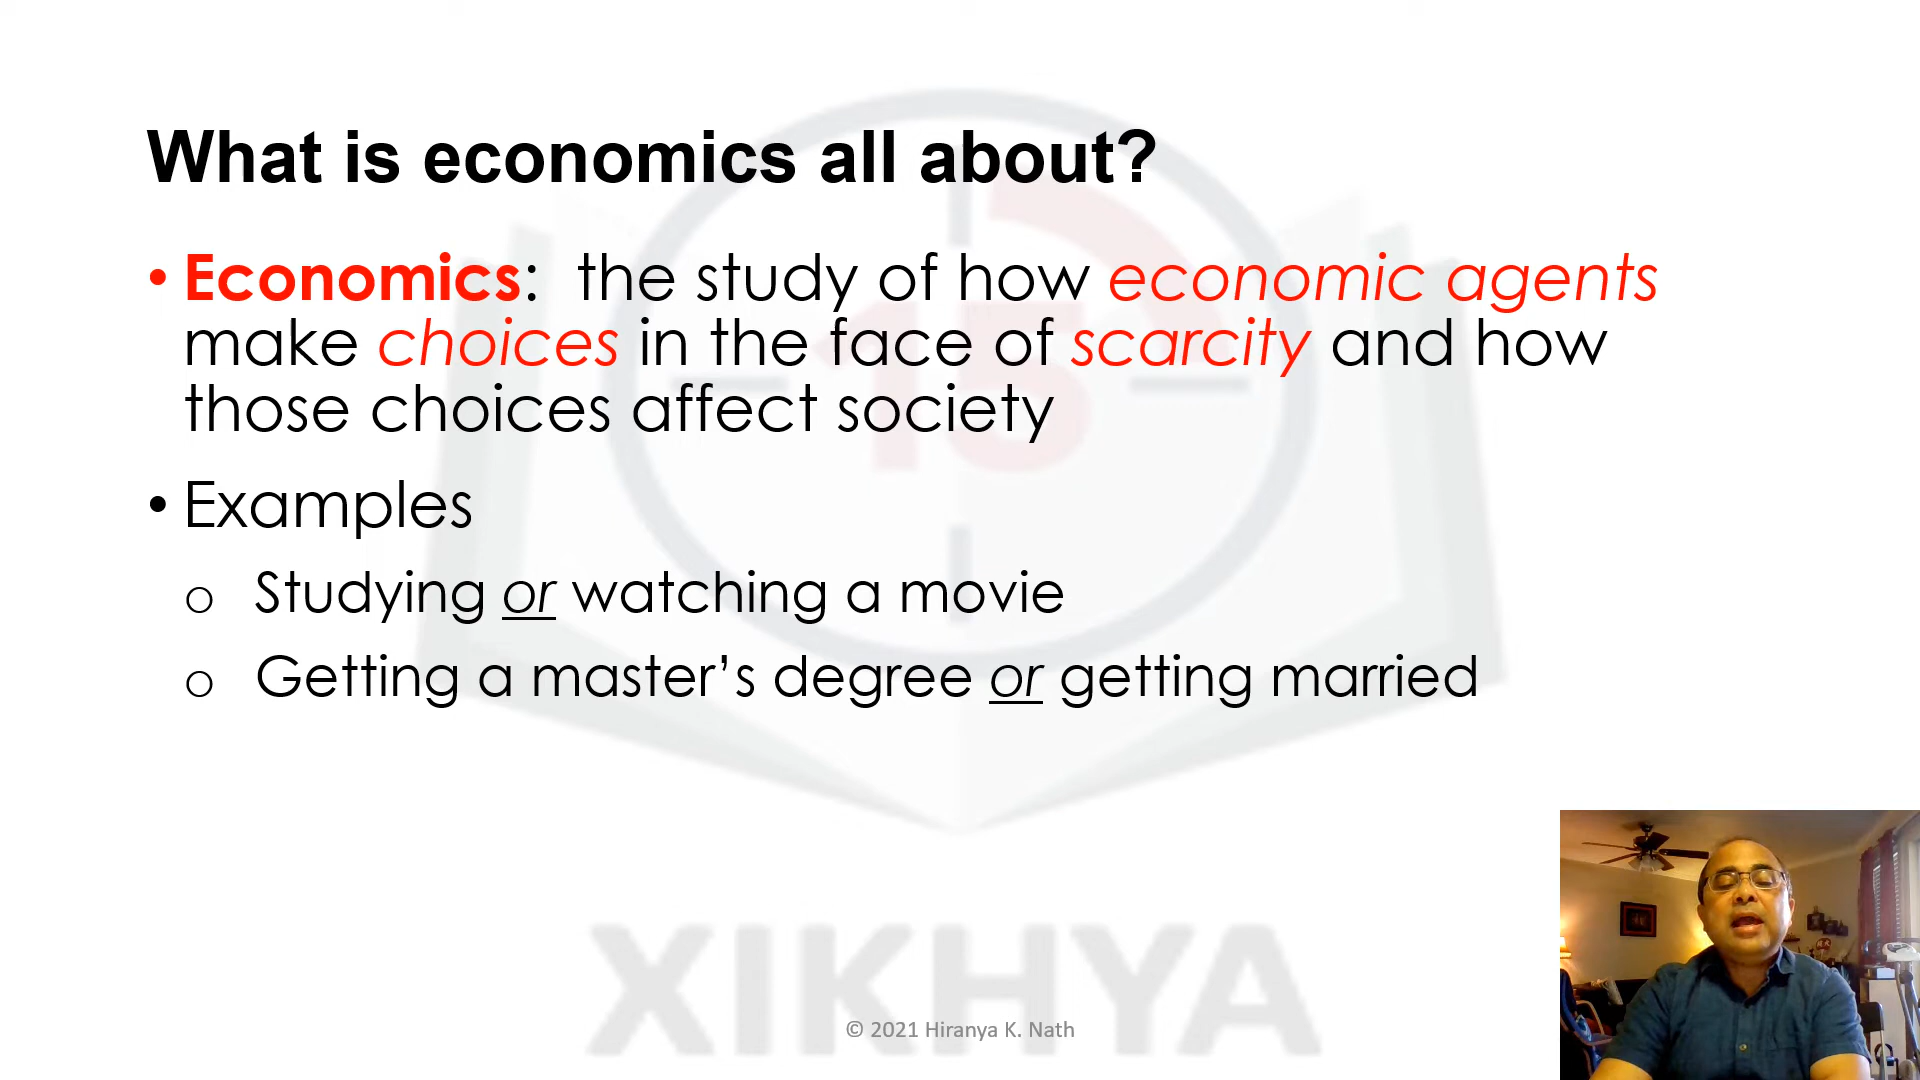 What is economics all about?
• Economics: the study of how economic agents
make choices in the face of scarcity and how
those choices affect society
• Examples
o Studying or watching a movie
o Getting a master’s degree or getting married
15
XIKHYA
© 2021 Hiranya K. Nath